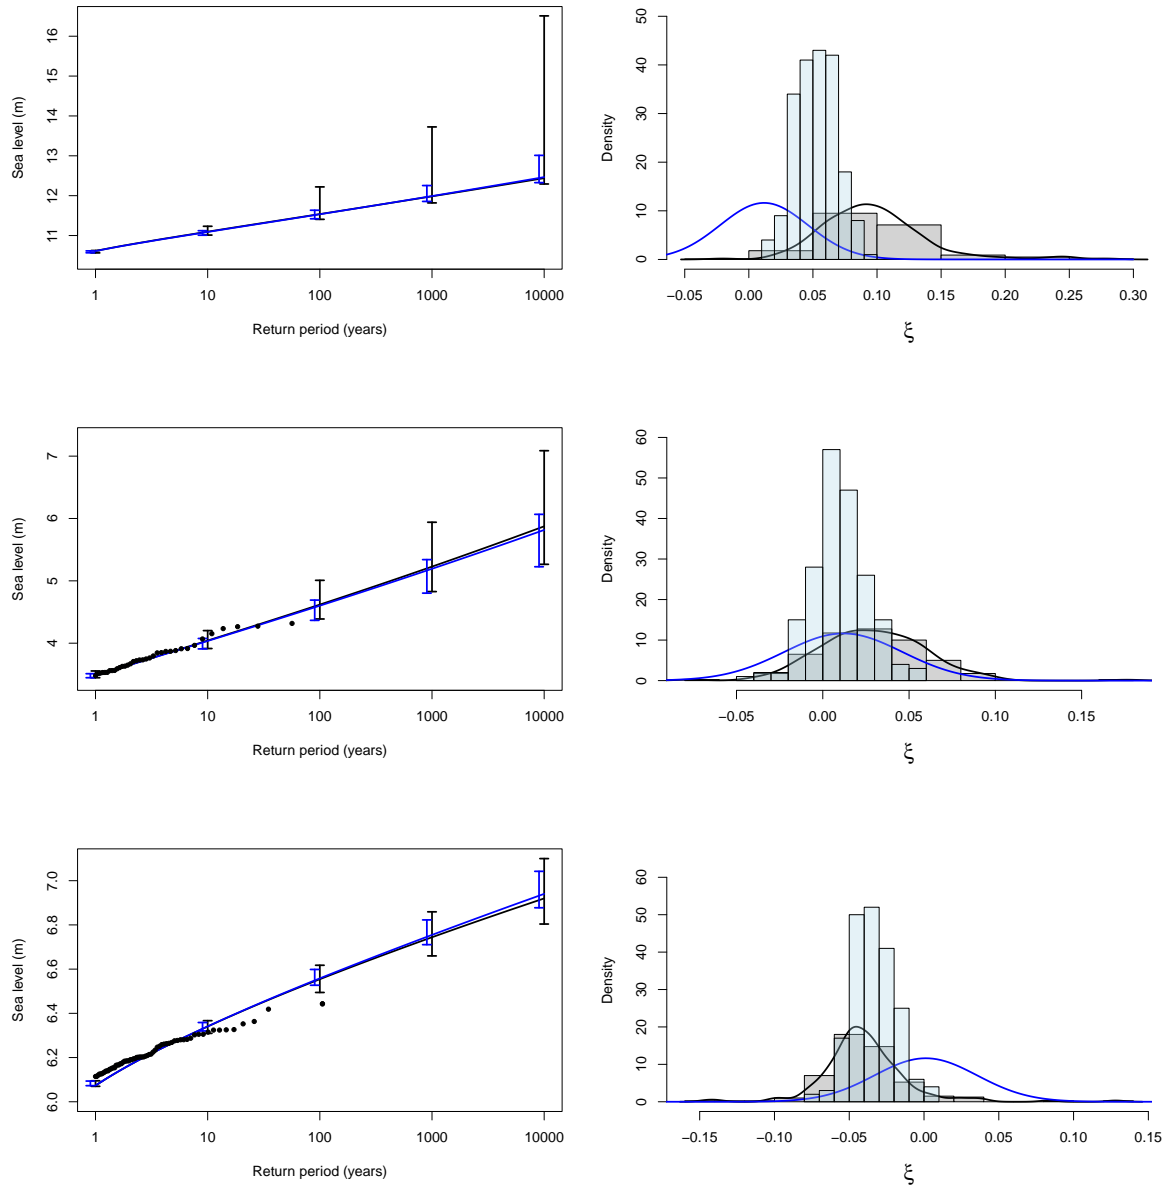 Sea level (m)
11 12 13 14 15 16
1 10 100 1000 10000
Return period (years)
Density
0 10 20 30 40 50
−0.05 0.00 0.05 0.10 0.15 0.20 0.25 0.30
ξ
Sea level (m)
4 5 6 7
1 10 100 1000 10000
Return period (years)
Density
0 10 20 30 40 50 60
−0.05 0.00 0.05 0.10 0.15
ξ
Sea level (m)
6.0 6.2 6.4 6.6 6.8 7.0
1 10 100 1000 10000
Return period (years)
Density
0 10 20 30 40 50 60
−0.15 −0.10 −0.05 0.00 0.05 0.10 0.15
ξ